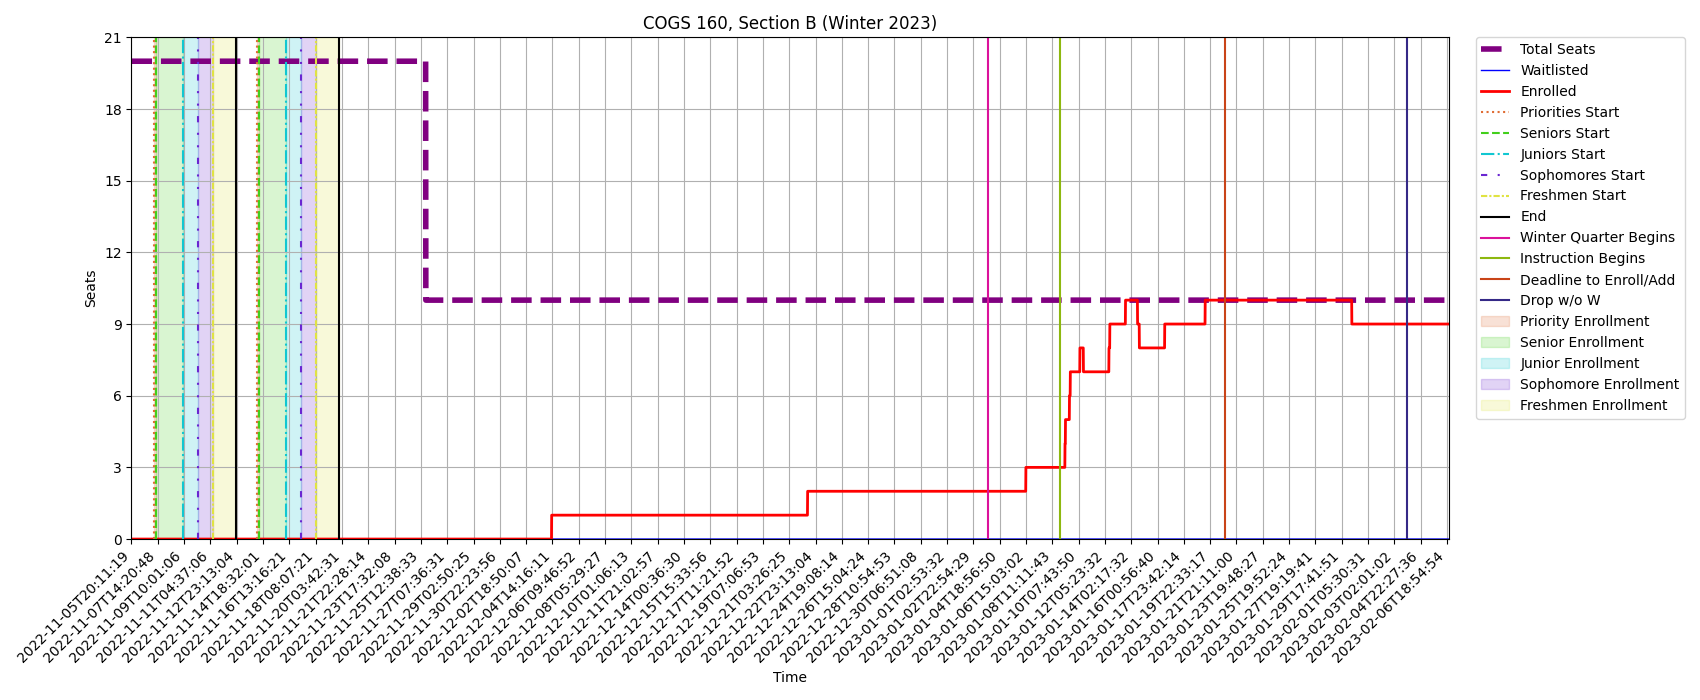 COGS 160, Section B (Winter 2023)
Seats
21
18
15
12
9
6
3
0
2022-11-05T20:11:19
2022-11-07T14:20:48
2022-11-09T10:01:06
2022-11-11T04:37:06
2022-11-12T23:13:04
2022-11-14T18:32:01
2022-11-16T13:16:21
2022-11-18T08:07:21
2022-11-20T03:42:31
2022-11-21T22:28:14
2022-11-23T17:32:08
2022-11-25T12:38:33
2022-11-27T07:36:31
2022-11-29T02:50:25
2022-11-30T22:23:56
2022-12-02T18:50:07
2022-12-04T14:16:11
2022-12-06T09:46:52
2022-12-08T05:29:27
2022-12-10T01:06:13
2022-12-11T21:02:57
2022-12-14T00:36:30
2022-12-15T15:33:56
2022-12-17T11:21:52
2022-12-19T07:06:53
2022-12-21T03:26:25
2022-12-22T23:13:04
2022-12-24T19:08:14
2022-12-26T15:04:24
2022-12-28T10:54:53
2022-12-30T06:51:08
2023-01-01T02:53:32
2023-01-02T22:54:29
2023-01-04T18:56:50
2023-01-06T15:03:02
2023-01-08T11:11:43
2023-01-10T07:43:50
2023-01-12T05:23:32
2023-01-14T02:17:32
2023-01-16T00:56:40
2023-01-17T23:42:14
2023-01-19T22:33:17
2023-01-21T21:11:00
2023-01-23T19:48:27
2023-01-25T19:52:24
2023-01-27T19:19:41
2023-01-29T17:41:51
2023-02-01T05:30:31
2023-02-03T02:01:02
2023-02-04T22:27:36
2023-02-06T18:54:54
Time
Total Seats
Waitlisted
Enrolled
Priorities Start
Seniors Start
Juniors Start
Sophomores Start
Freshmen Start
End
Winter Quarter Begins
Instruction Begins
Deadline to Enroll/Add
Drop w/o W
Priority Enrollment
Senior Enrollment
Junior Enrollment
Sophomore Enrollment
Freshmen Enrollment